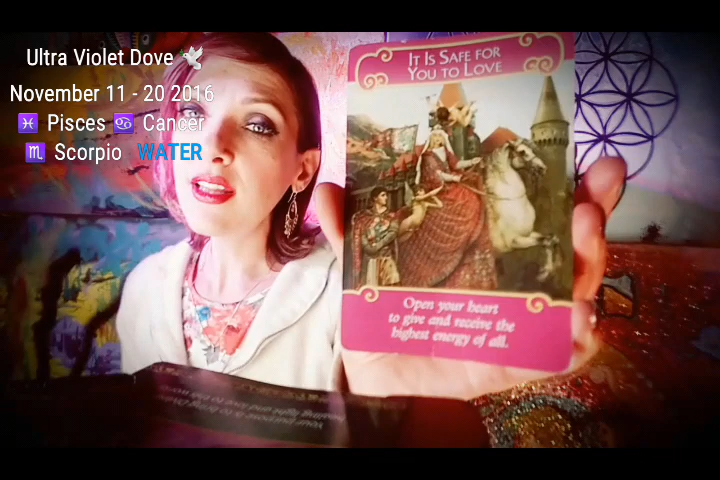 Ultra Violet Dove 🕊
November 11 - 20 2016
♓ Pisces ♋ Cancer
♏ Scorpio WATER
IT IS SAFE FOR
YOU TO LOVE
Open your heart
to give and receive the
highest energy of all.